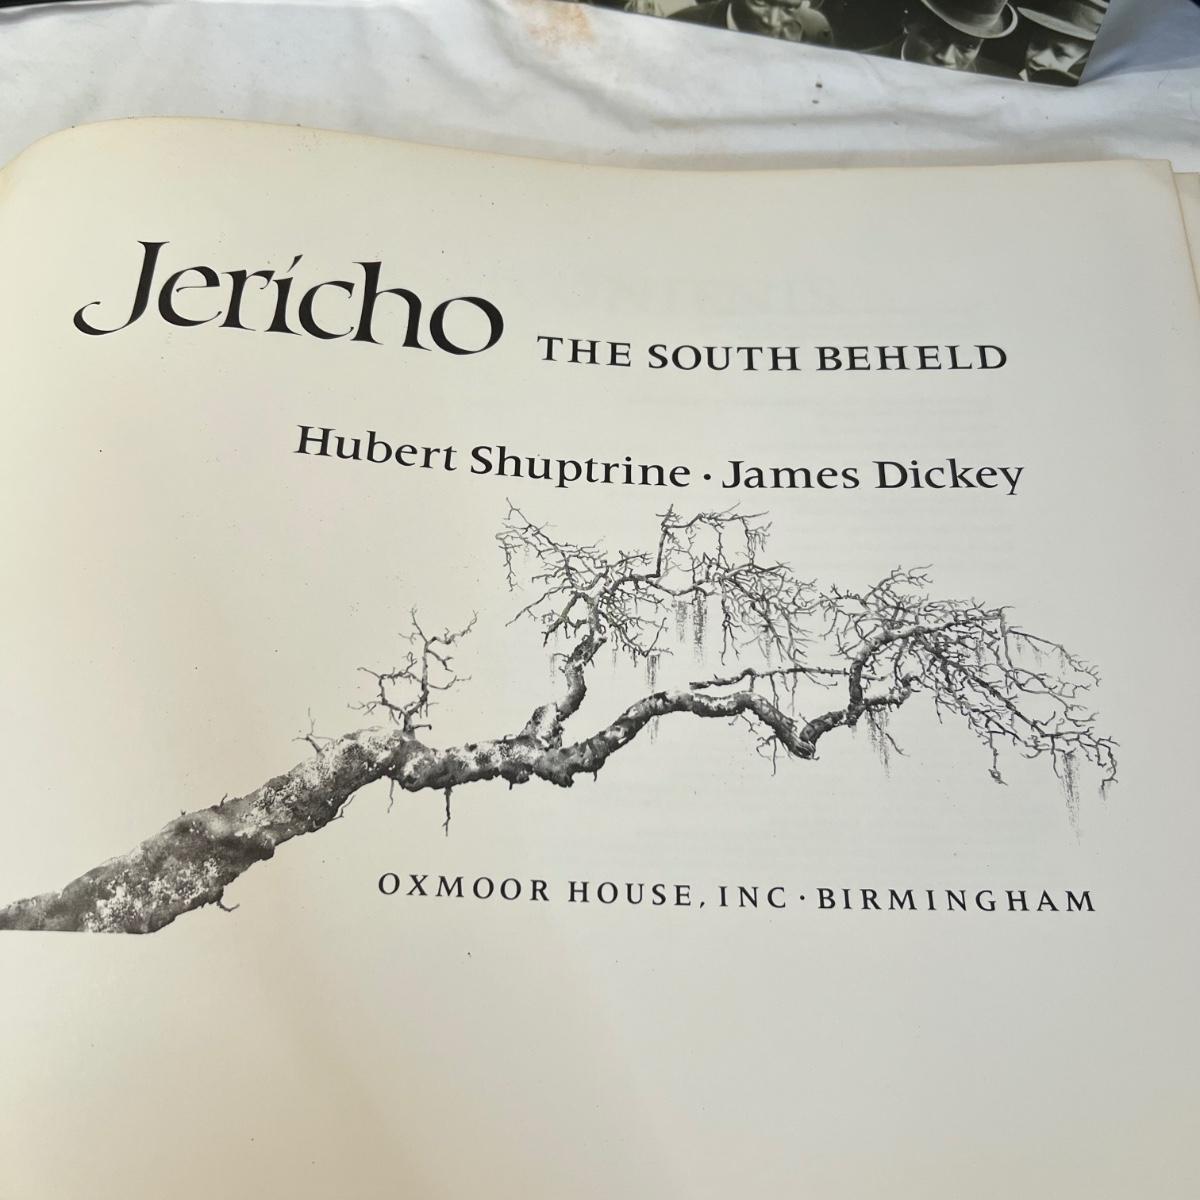 Jericho THE SOUTH BEHELD
Hubert Shuptrine · James Dickey
OXMOOR HOUSE, INC · BIRMINGHAM